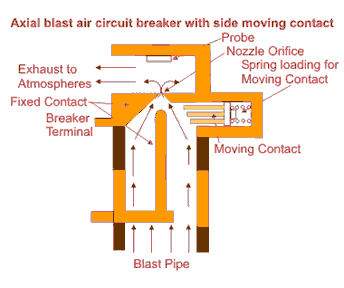 Axial blast air circuit breaker with side moving contact
Probe
Nozzle Orifice
Spring loading for
Moving Contact
Exhaust to
Atmospheres
Fixed Contact
Breaker
Terminal
Moving Contact
Blast Pipe